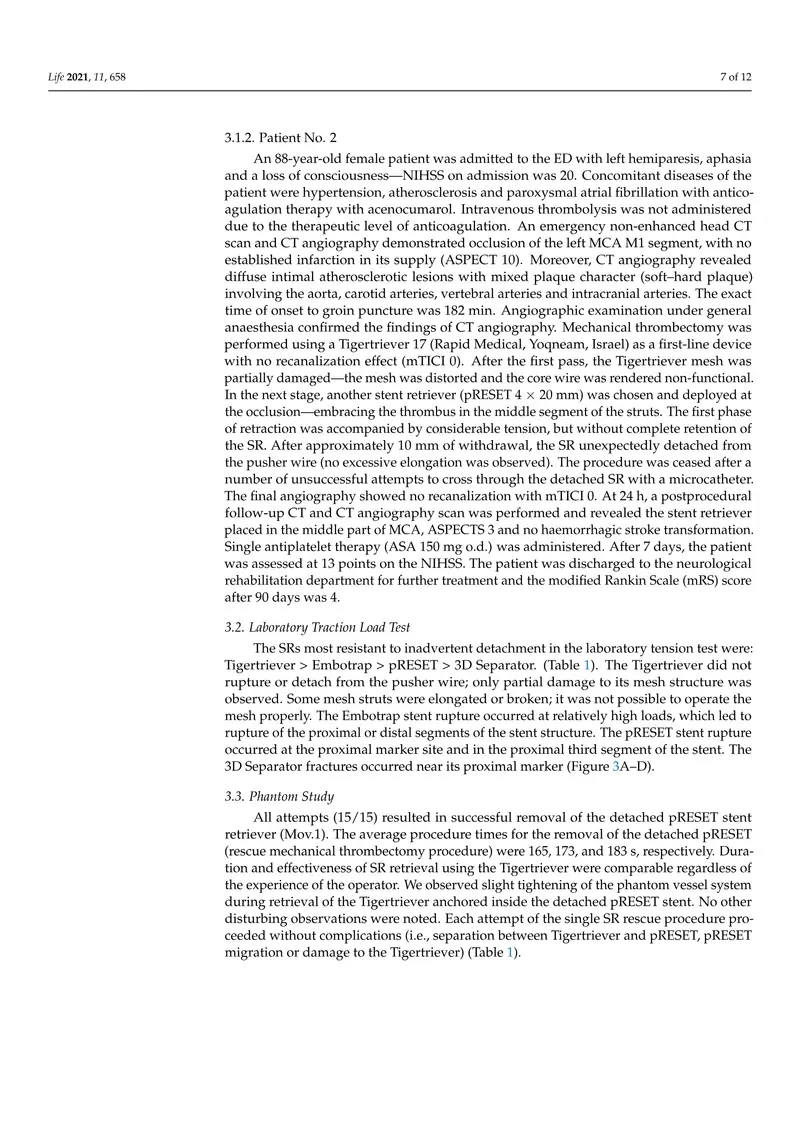 Life 2021, 11, 658
7 of 12
3.1.2. Patient No. 2
An 88-year-old female patient was admitted to the ED with left hemiparesis, aphasia
and a loss of consciousness—NIHSS on admission was 20. Concomitant diseases of the
patient were hypertension, atherosclerosis and paroxysmal atrial fibrillation with antico-
agulation therapy with acenocumarol. Intravenous thrombolysis was not administered
due to the therapeutic level of anticoagulation. An emergency non-enhanced head CT
scan and CT angiography demonstrated occlusion of the left MCA M1 segment, with no
established infarction in its supply (ASPECT 10). Moreover, CT angiography revealed
diffuse intimal atherosclerotic lesions with mixed plaque character (soft–hard plaque)
involving the aorta, carotid arteries, vertebral arteries and intracranial arteries. The exact
time of onset to groin puncture was 182 min. Angiographic examination under general
anaesthesia confirmed the findings of CT angiography. Mechanical thrombectomy was
performed using a Tigertriever 17 (Rapid Medical, Yoqneam, Israel) as a first-line device
with no recanalization effect (mTICI 0). After the first pass, the Tigertriever mesh was
partially damaged—the mesh was distorted and the core wire was rendered non-functional.
In the next stage, another stent retriever (pRESET 4 × 20 mm) was chosen and deployed at
the occlusion—embracing the thrombus in the middle segment of the struts. The first phase
of retraction was accompanied by considerable tension, but without complete retention of
the SR. After approximately 10 mm of withdrawal, the SR unexpectedly detached from
the pusher wire (no excessive elongation was observed). The procedure was ceased after a
number of unsuccessful attempts to cross through the detached SR with a microcatheter.
The final angiography showed no recanalization with mTICI 0. At 24 h, a postprocedural
follow-up CT and CT angiography scan was performed and revealed the stent retriever
placed in the middle part of MCA, ASPECTS 3 and no haemorrhagic stroke transformation.
Single antiplatelet therapy (ASA 150 mg o.d.) was administered. After 7 days, the patient
was assessed at 13 points on the NIHSS. The patient was discharged to the neurological
rehabilitation department for further treatment and the modified Rankin Scale (mRS) score
after 90 days was 4.
3.2. Laboratory Traction Load Test
The SRs most resistant to inadvertent detachment in the laboratory tension test were:
Tigertriever > Embotrap > pRESET > 3D Separator. (Table 1). The Tigertriever did not
rupture or detach from the pusher wire; only partial damage to its mesh structure was
observed. Some mesh struts were elongated or broken; it was not possible to operate the
mesh properly. The Embotrap stent rupture occurred at relatively high loads, which led to
rupture of the proximal or distal segments of the stent structure. The pRESET stent rupture
occurred at the proximal marker site and in the proximal third segment of the stent. The
3D Separator fractures occurred near its proximal marker (Figure 3A–D).
3.3. Phantom Study
All attempts (15/15) resulted in successful removal of the detached pRESET stent
retriever (Mov.1). The average procedure times for the removal of the detached pRESET
(rescue mechanical thrombectomy procedure) were 165, 173, and 183 s, respectively. Dura-
tion and effectiveness of SR retrieval using the Tigertriever were comparable regardless of
the experience of the operator. We observed slight tightening of the phantom vessel system
during retrieval of the Tigertriever anchored inside the detached pRESET stent. No other
disturbing observations were noted. Each attempt of the single SR rescue procedure pro-
ceeded without complications (i.e., separation between Tigertriever and pRESET, pRESET
migration or damage to the Tigertriever) (Table 1).